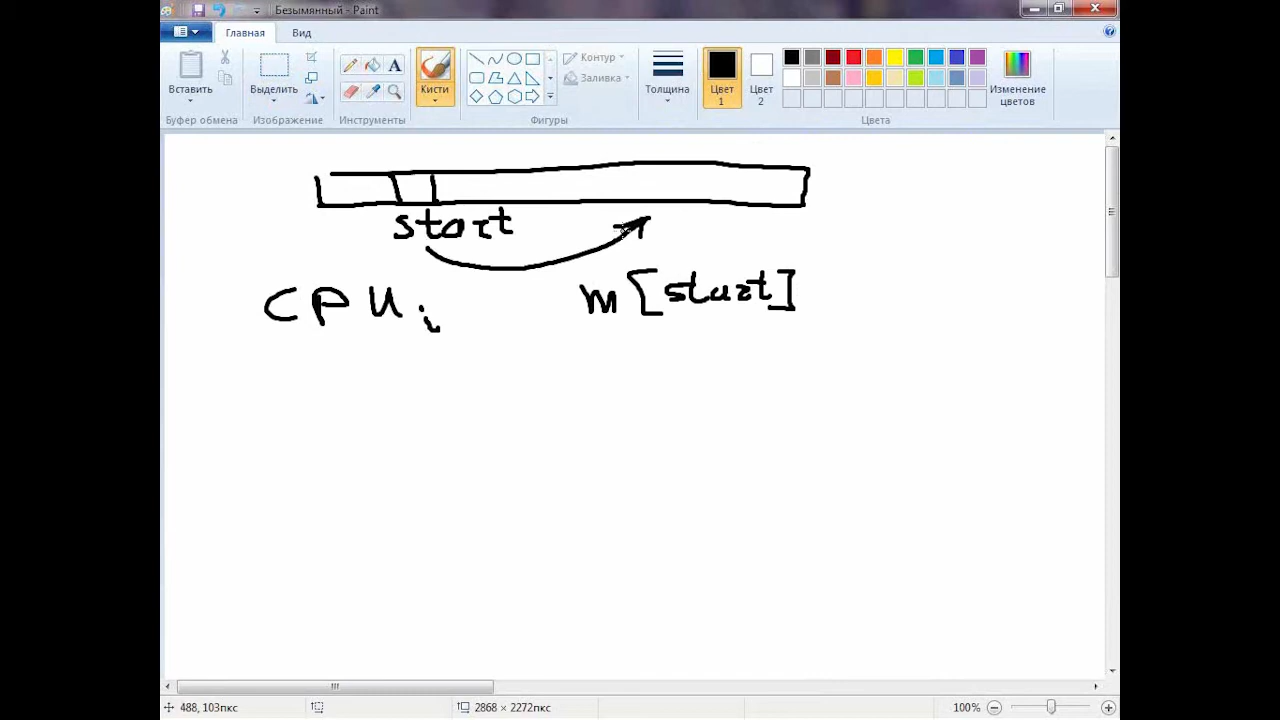 Безымянный - Paint
Главная Вид
Вставить
Выделить
Кисти
Контур
Заливка
Толщина
Цвет 1
Цвет 2
Изменение цветов
Буфер обмена
Изображение
Инструменты
Фигуры
Цвета
start
CPUi
m[start]
488, 103пкс
2868 × 2272пкс
100%